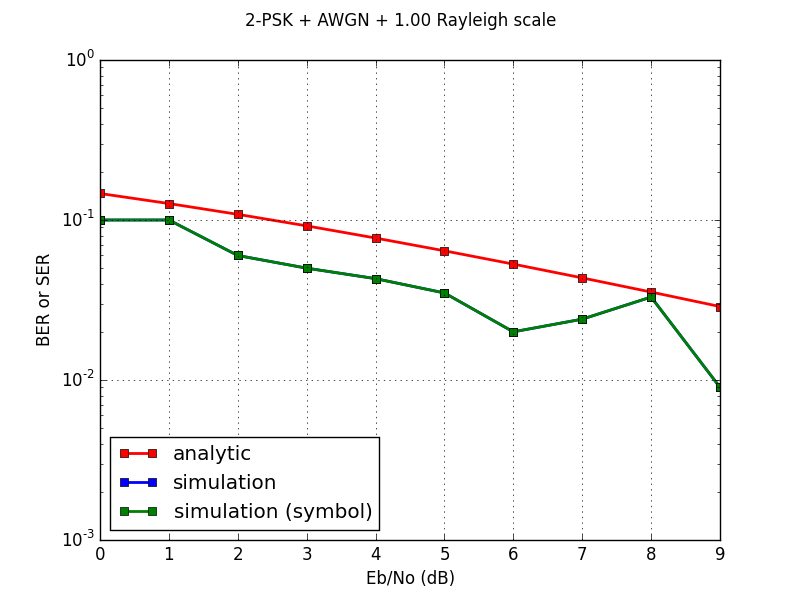 2-PSK + AWGN + 1.00 Rayleigh scale
10^0
10^-1
10^-2
10^-3
BER or SER
analytic
simulation
simulation (symbol)
0 1 2 3 4 5 6 7 8 9
Eb/No (dB)